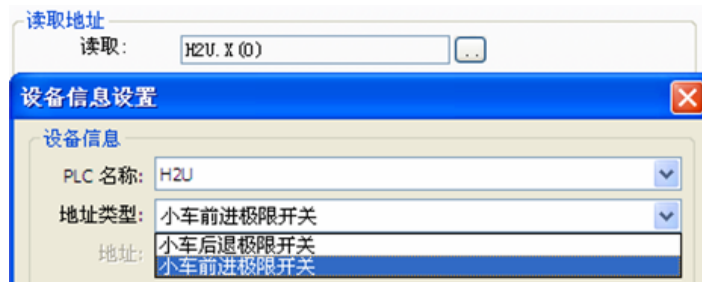 读取地址
读取: H2U.X(0) ..
设备信息设置
设备信息
PLC 名称: H2U
地址类型: 小车前进极限开关
地址: 小车后退极限开关
小车前进极限开关